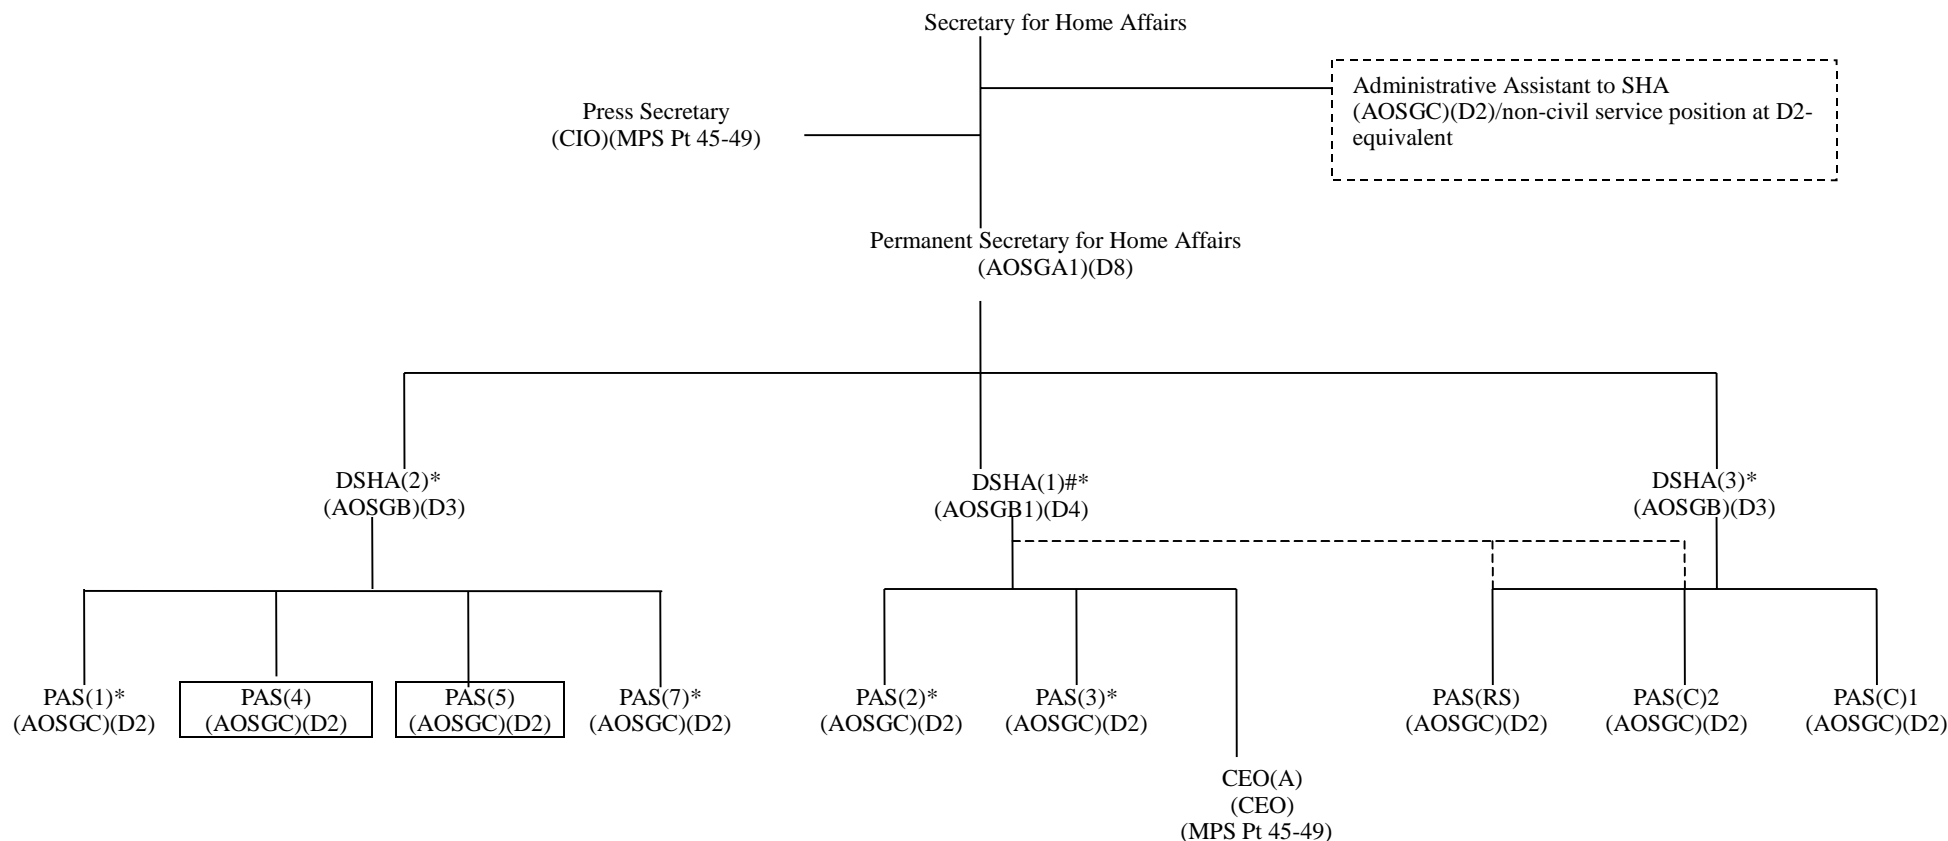 Secretary for Home Affairs
Administrative Assistant to SHA
(AOSGC)(D2)/non-civil service position at D2-
equivalent
Press Secretary
(CIO)(MPS Pt 45-49)
Permanent Secretary for Home Affairs
(AOSGA1)(D8)
DSHA(2)*
(AOSGB)(D3)
DSHA(1)#*
(AOSGB1)(D4)
DSHA(3)*
(AOSGB)(D3)
PAS(1)*
(AOSGC)(D2)
PAS(4)
(AOSGC)(D2)
PAS(5)
(AOSGC)(D2)
PAS(7)*
(AOSGC)(D2)
PAS(2)*
(AOSGC)(D2)
PAS(3)*
(AOSGC)(D2)
CEO(A)
(CEO)
(MPS Pt 45-49)
PAS(RS)
(AOSGC)(D2)
PAS(C)2
(AOSGC)(D2)
PAS(C)1
(AOSGC)(D2)